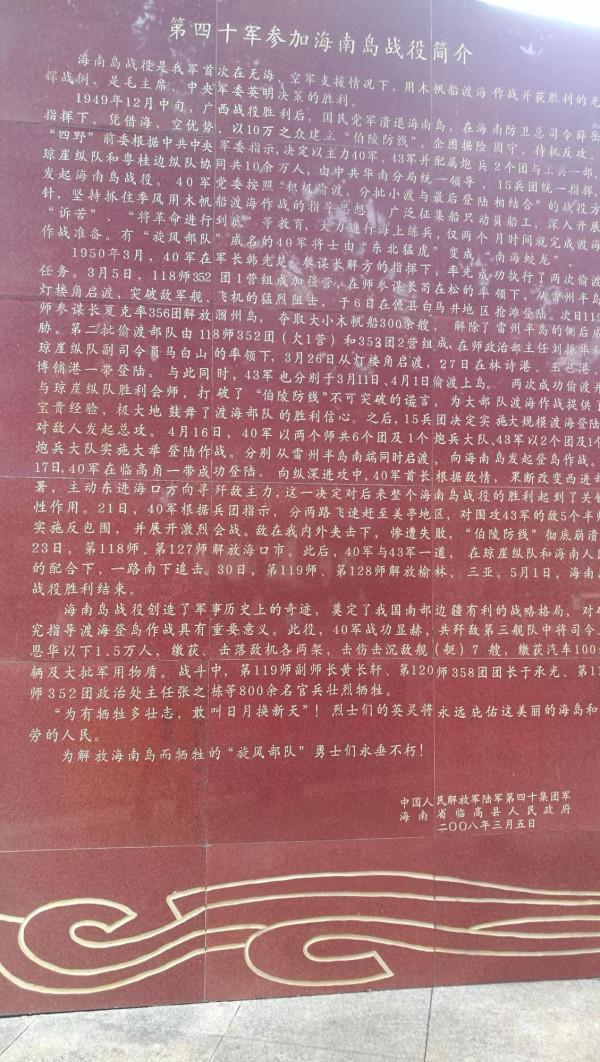 第四十军参加海南岛战役简介
海南岛战役是我军首次在无海、空军支援情况下，用木帆船渡海作战并获胜利的光
辉战例，是毛主席、中央军委英明决策的胜利。
1949年12月中旬，广西战役胜利后，国民党军溃退海南岛，在海南防卫总司令薛岳
指挥下，凭借海、空优势，以10万之众建立“伯陵防线”，企图据险固守，待机反攻。
“四野”前委根据中共中央军委指示，决定以主力40军、43军并配属炮兵2个团与工兵一部，
琼崖纵队和粤桂边纵队协同共10余万人，由中共华南分局统一领导，15兵团统一指挥，
发起海南岛战役。40军党委按照“积极偷渡、分批小渡与最后登陆相结合”的战役方
针，坚持抓住季风用木帆船渡海作战的指导思想，广泛征集船只动员船工，深入开展
“诉苦”、“将革命进行到底”等教育，大力进行海上练兵，仅两个月时间就完成渡海
作战准备。有“旋风部队”成名的40军将士由“东北猛虎”变成“南海蛟龙”。
1950年3月，40军在军长韩先楚、参谋长解方的指挥下，率先成功执行了两次偷渡
任务。3月5日，118师352团1营组成加强营，在师参谋长苟在松的率领下，从雷州半岛
灯楼角启渡，突破敌军舰、飞机的猛烈阻击，于6日在儋县白马井地区抢滩登陆。次日119
师参谋长夏克率356团解放涠洲岛，夺取大小木帆船300余艘，解除了雷州半岛的侧后威
胁。第二批偷渡部队由118师352团（欠1营）和353团2营组成，在师政治部主任刘振华和
琼崖纵队副司令员马白山的率领下，3月26日从灯楼角启渡，27日在林诗港、玉包港、
博铺港一带登陆。与此同时，43军也分别于3月11日、4月1日偷渡上岛。两次成功偷渡并
与琼崖纵队胜利会师，打破了“伯陵防线”不可突破的谎言，为大部队渡海作战提供了
宝贵经验，极大地鼓舞了渡海部队的胜利信心。之后，15兵团决定实施大规模渡海登陆
对敌人发起总攻。4月16日，40军以两个师共6个团及1个炮兵大队、43军以2个团及1个
炮兵大队实施大举登陆作战。分别从雷州半岛南端同时启渡，向海南岛发起登岛作战。
17日，40军在临高角一带成功登陆。向纵深进攻中，40军首长根据敌情，果断改变西进部
署，主动东进海口方向寻歼敌主力，这一决定对后来整个海南岛战役的胜利起到了关键
性作用。21日，40军根据兵团指示，分两路飞速赶至美亭地区，对围攻43军的敌5个半师
实施反包围，并展开激烈会战。敌在我内外夹击下，惨遭失败，“伯陵防线”彻底崩溃
23日，第118师、第127师解放海口市。此后，40军与43军一道，在琼崖纵队和海南人民
的配合下，一路南下追击。30日，第119师、第128师解放榆林、三亚。5月1日，海南岛
战役胜利结束。
海南岛战役创造了军事历史上的奇迹，奠定了我国南部边疆有利的战略格局，对研
究指导渡海登岛作战具有重要意义。此役，40军战功显赫，共歼敌第三舰队中将司令
恩华以下1.5万人，缴获、击落敌机各两架，击伤击沉敌舰（艇）7艘，缴获汽车100
辆及大批军用物质。战斗中，第119师副师长黄长轩、第120师358团团长于承光、第11
师352团政治处主任张之栋等800余名官兵壮烈牺牲。
“为有牺牲多壮志，敢叫日月换新天”！烈士们的英灵将永远庇佑这美丽的海岛和
劳的人民。
为解放海南岛而牺牲的“旋风部队”勇士们永垂不朽！
中国人民解放军陆军第四十集团军
海南省临高县人民政府
二〇〇八年三月五日